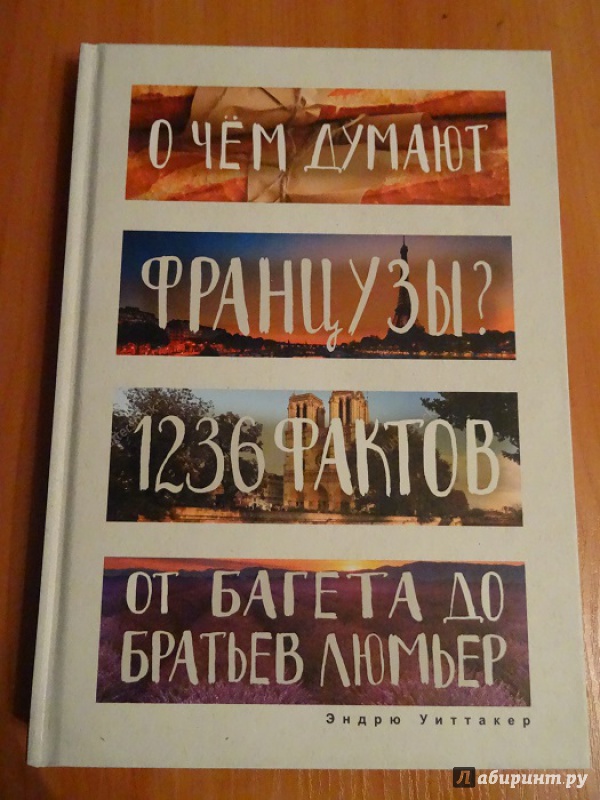 О ЧЁМ ДУМАЮТ
ФРАНЦУЗЫ?
1236 ФАКТОВ
ОТ БАГЕТА ДО
БРАТЬЕВ ЛЮМЬЕР
Эндрю Уиттакер
Лабиринт.ру